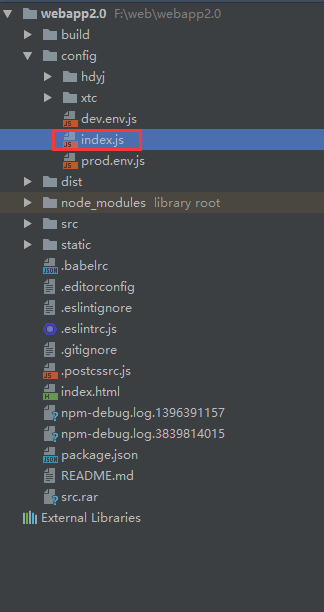 webapp2.0 F:\web\webapp2.0
build
config
hdyj
xtc
dev.env.js
index.js
prod.env.js
dist
node_modules library root
src
static
.babelrc
.editorconfig
.eslintignore
.eslintrc.js
.gitignore
.postcssrc.js
index.html
npm-debug.log.1396391157
npm-debug.log.3839814015
package.json
README.md
src.rar
External Libraries